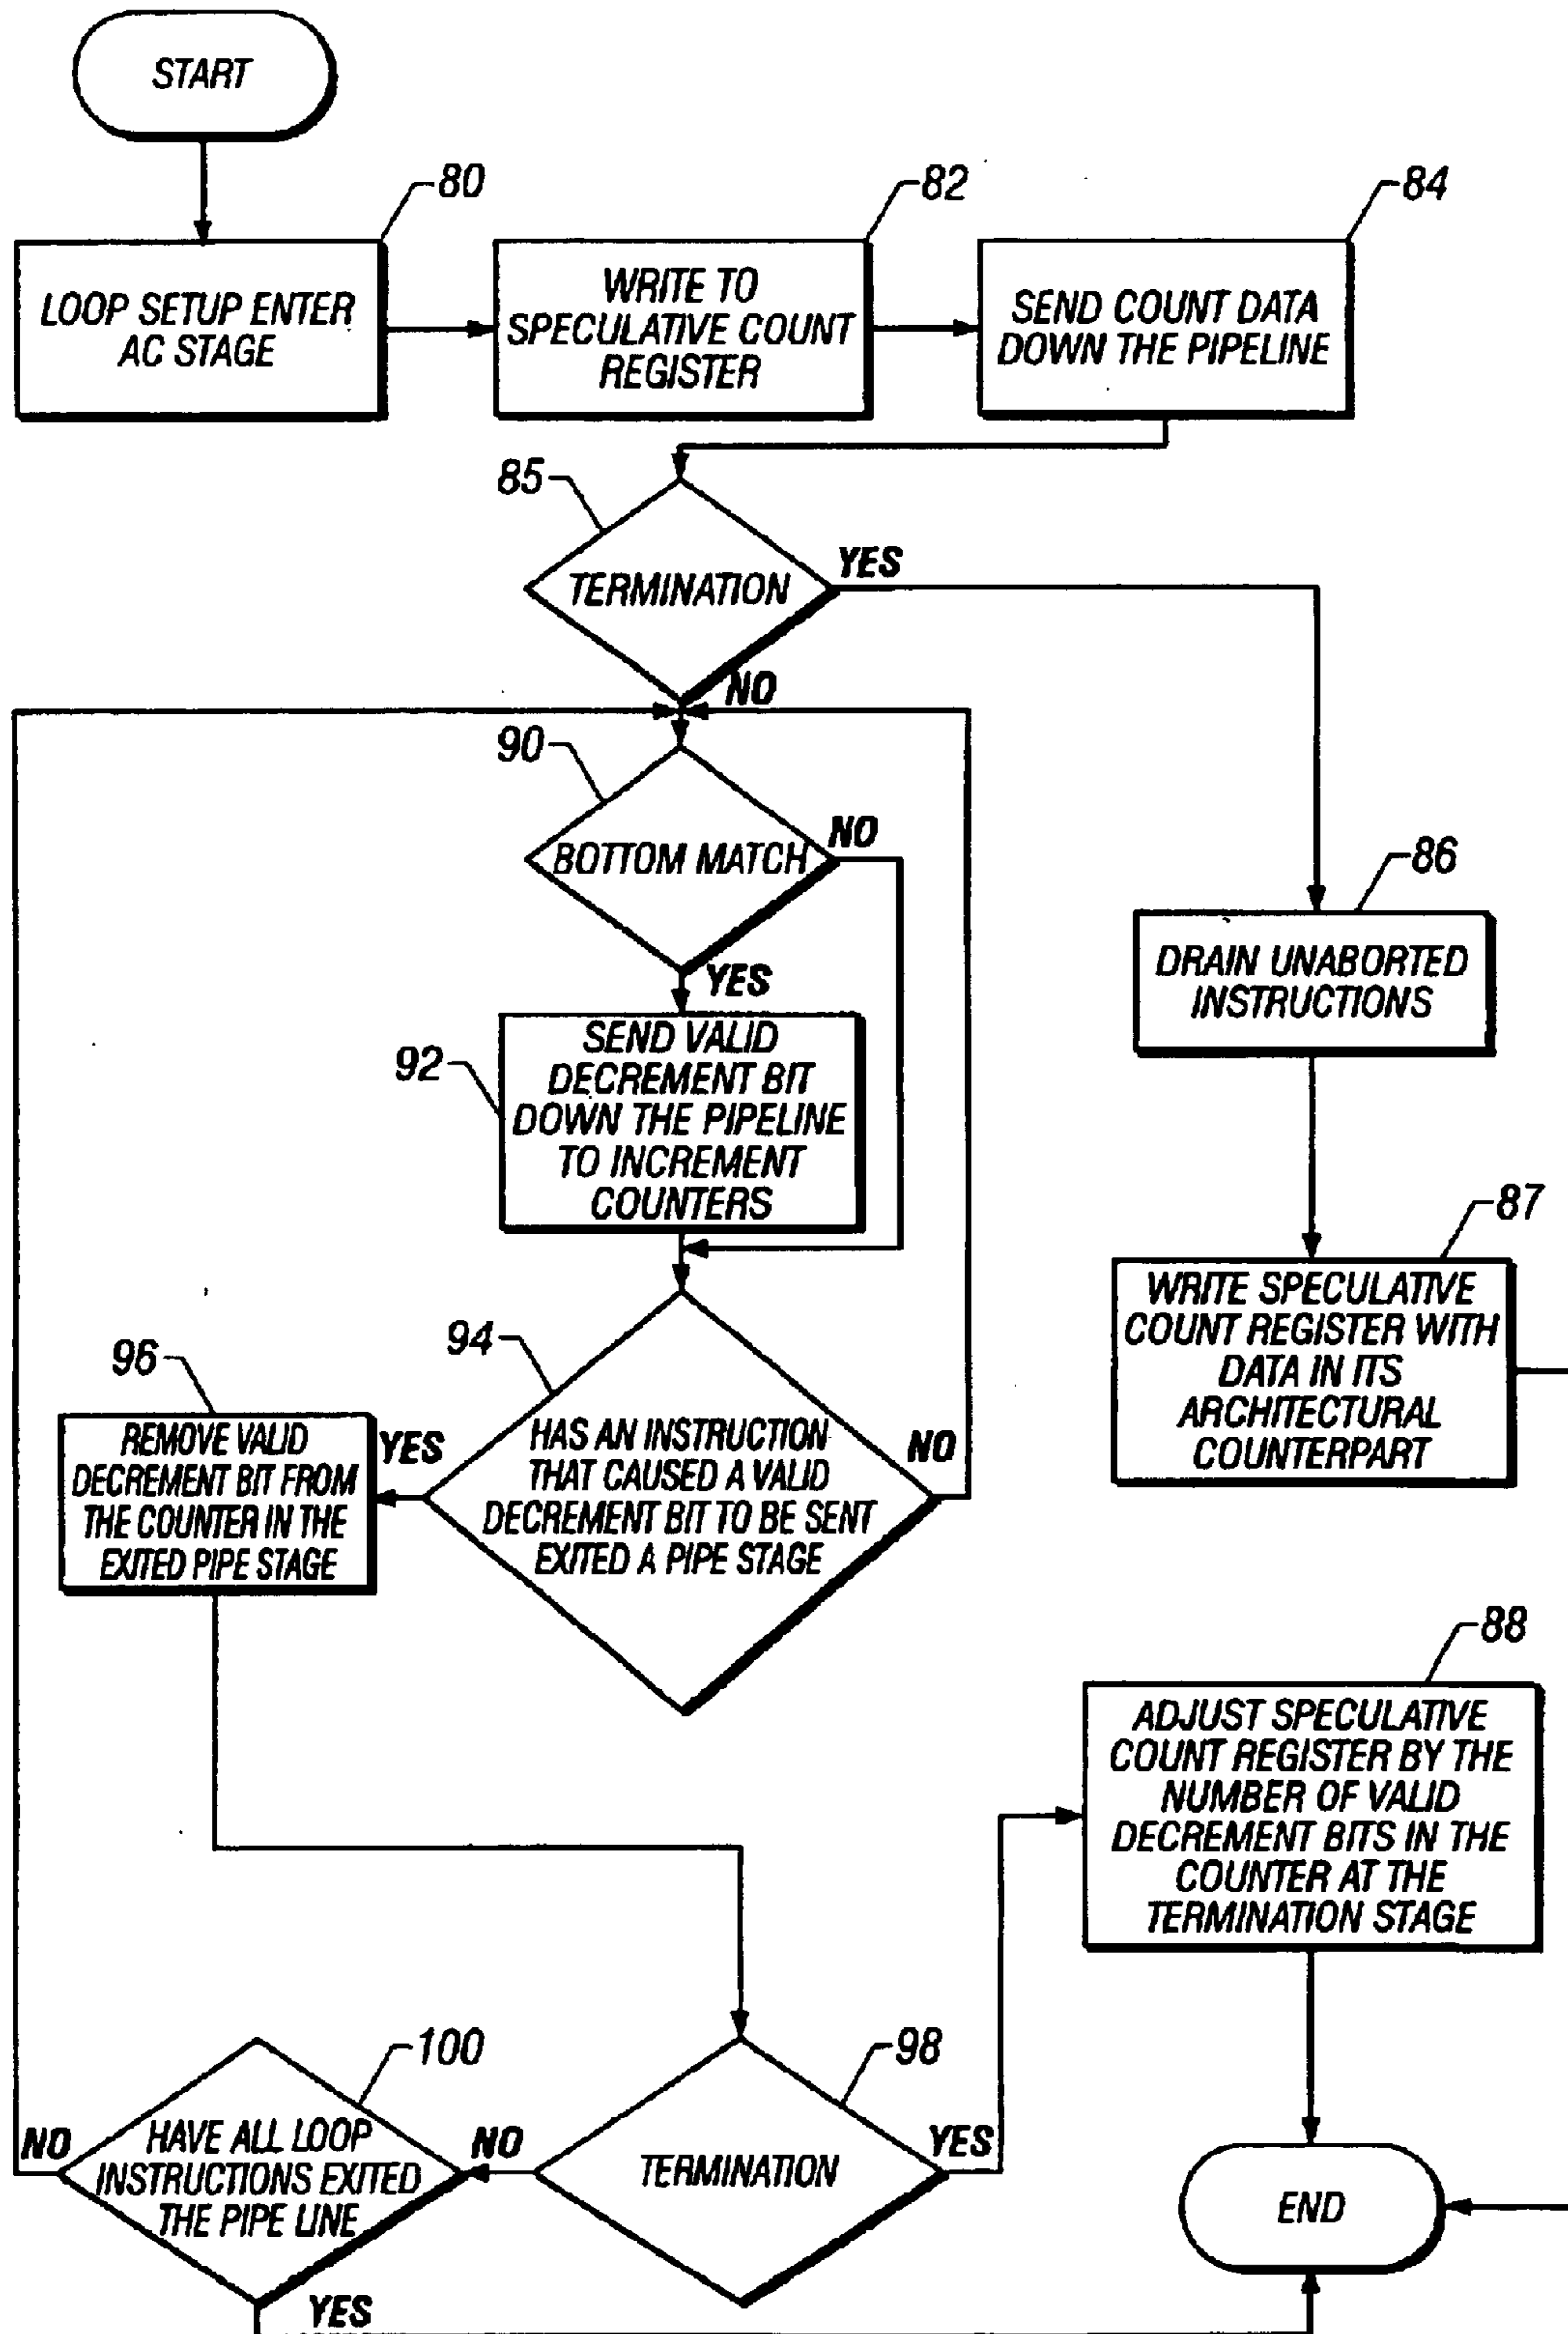 START
80
82
84
LOOP SETUP ENTER
AC STAGE
WRITE TO
SPECULATIVE COUNT
REGISTER
SEND COUNT DATA
DOWN THE PIPELINE
85
TERMINATION
YES
NO
90
BOTTOM MATCH
NO
YES
86
DRAIN UNABORTED
INSTRUCTIONS
92
SEND VALID
DECREMENT BIT
DOWN THE PIPELINE
TO INCREMENT
COUNTERS
87
WRITE SPECULATIVE
COUNT REGISTER WITH
DATA IN ITS
ARCHITECTURAL
COUNTERPART
94
HAS AN INSTRUCTION
THAT CAUSED A VALID
DECREMENT BIT TO BE SENT
EXITED A PIPE STAGE
YES
NO
96
REMOVE VALID
DECREMENT BIT FROM
THE COUNTER IN THE
EXITED PIPE STAGE
88
ADJUST SPECULATIVE
COUNT REGISTER BY THE
NUMBER OF VALID
DECREMENT BITS IN THE
COUNTER AT THE
TERMINATION STAGE
100
98
NO
HAVE ALL LOOP
INSTRUCTIONS EXITED
THE PIPE LINE
NO
TERMINATION
YES
END
YES